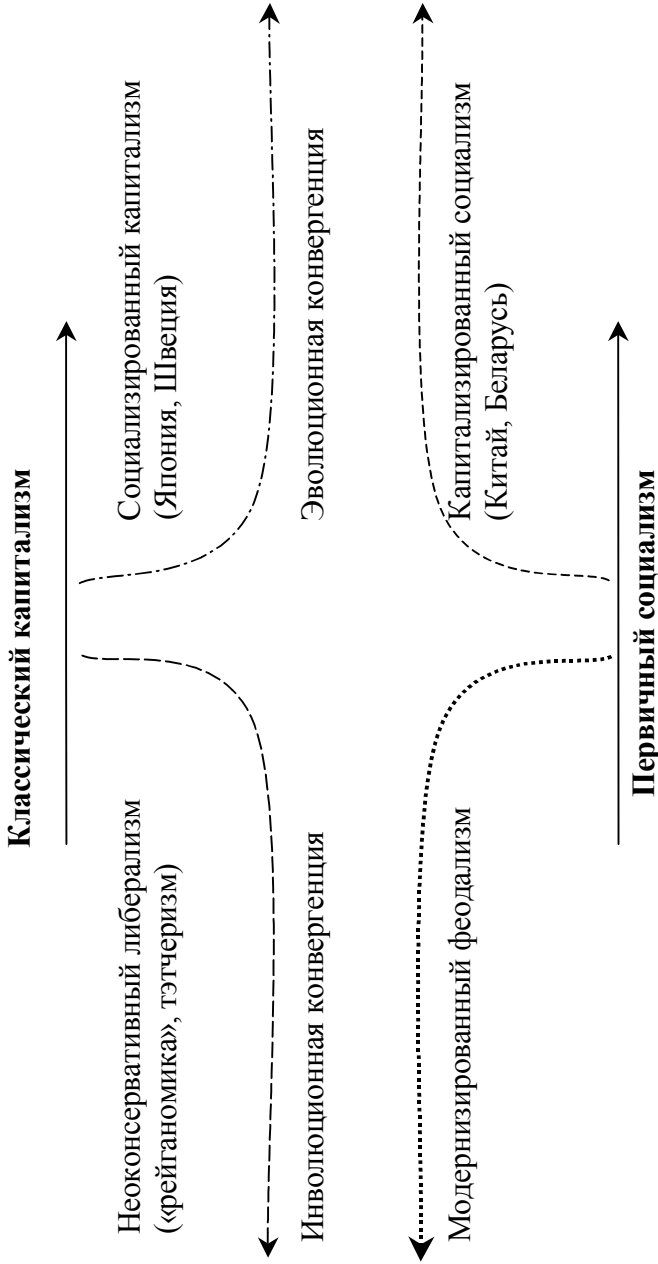 Классический капитализм
Неоконсервативный либерализм
(«рейганомика», тэтчеризм)
Социализированный капитализм
(Япония, Швеция)
Инволюционная конвергенция
Эволюционная конвергенция
Модернизированный феодализм
Капитализированный социализм
(Китай, Беларусь)
Первичный социализм